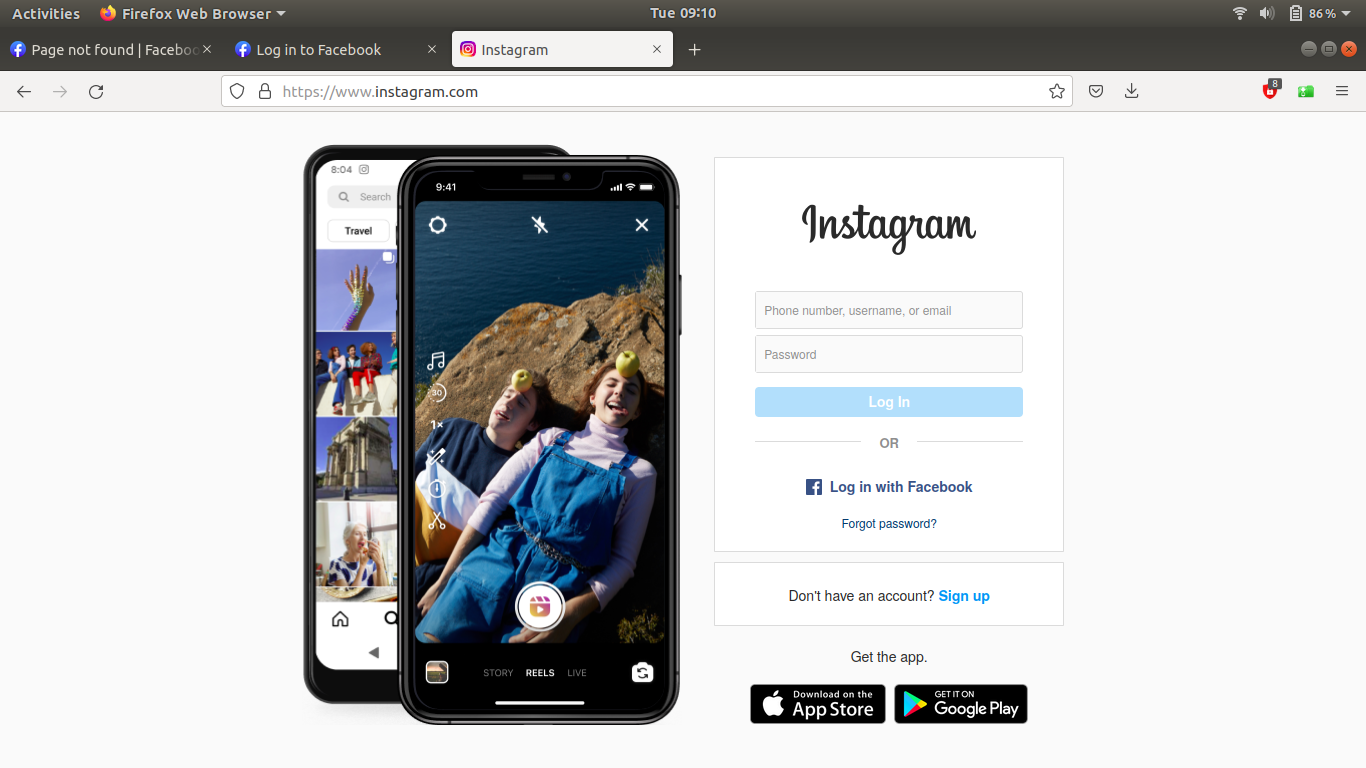 Activities Firefox Web Browser Tue 09:10 86 %
Page not found | Faceboo Log in to Facebook Instagram
https://www.instagram.com
8
8:04
Search
Travel
9:41
30
1×
STORY REELS LIVE
Instagram
Phone number, username, or email
Password
Log In
OR
Log in with Facebook
Forgot password?
Don't have an account? Sign up
Get the app.
Download on the
App Store
GET IT ON
Google Play